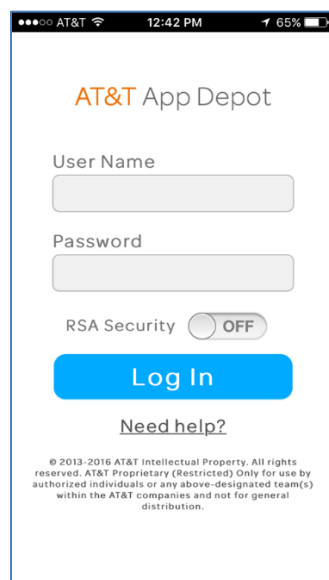 ●●●○○ AT&T 12:42 PM 65%
AT&T App Depot
User Name
Password
RSA Security OFF
Log In
Need help?
© 2013-2016 AT&T Intellectual Property. All rights
reserved. AT&T Proprietary (Restricted) Only for use by
authorized individuals or any above-designated team(s)
within the AT&T companies and not for general
distribution.